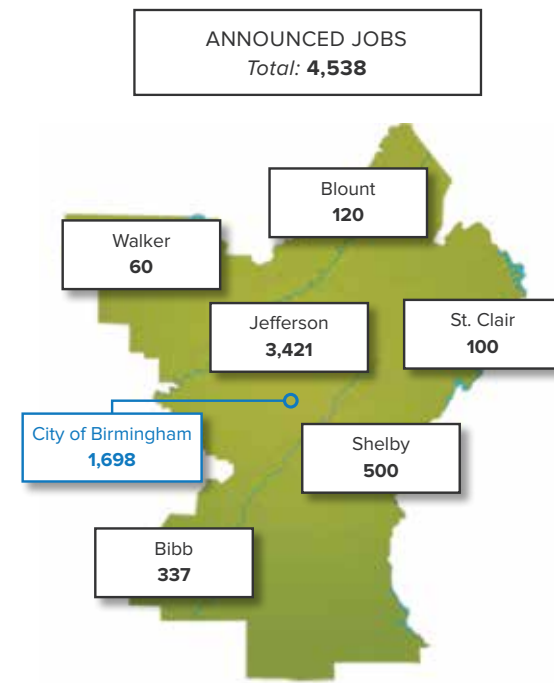 ANNOUNCED JOBS
Total: 4,538
Blount
120
Walker
60
Jefferson
3,421
St. Clair
100
City of Birmingham
1,698
Shelby
500
Bibb
337